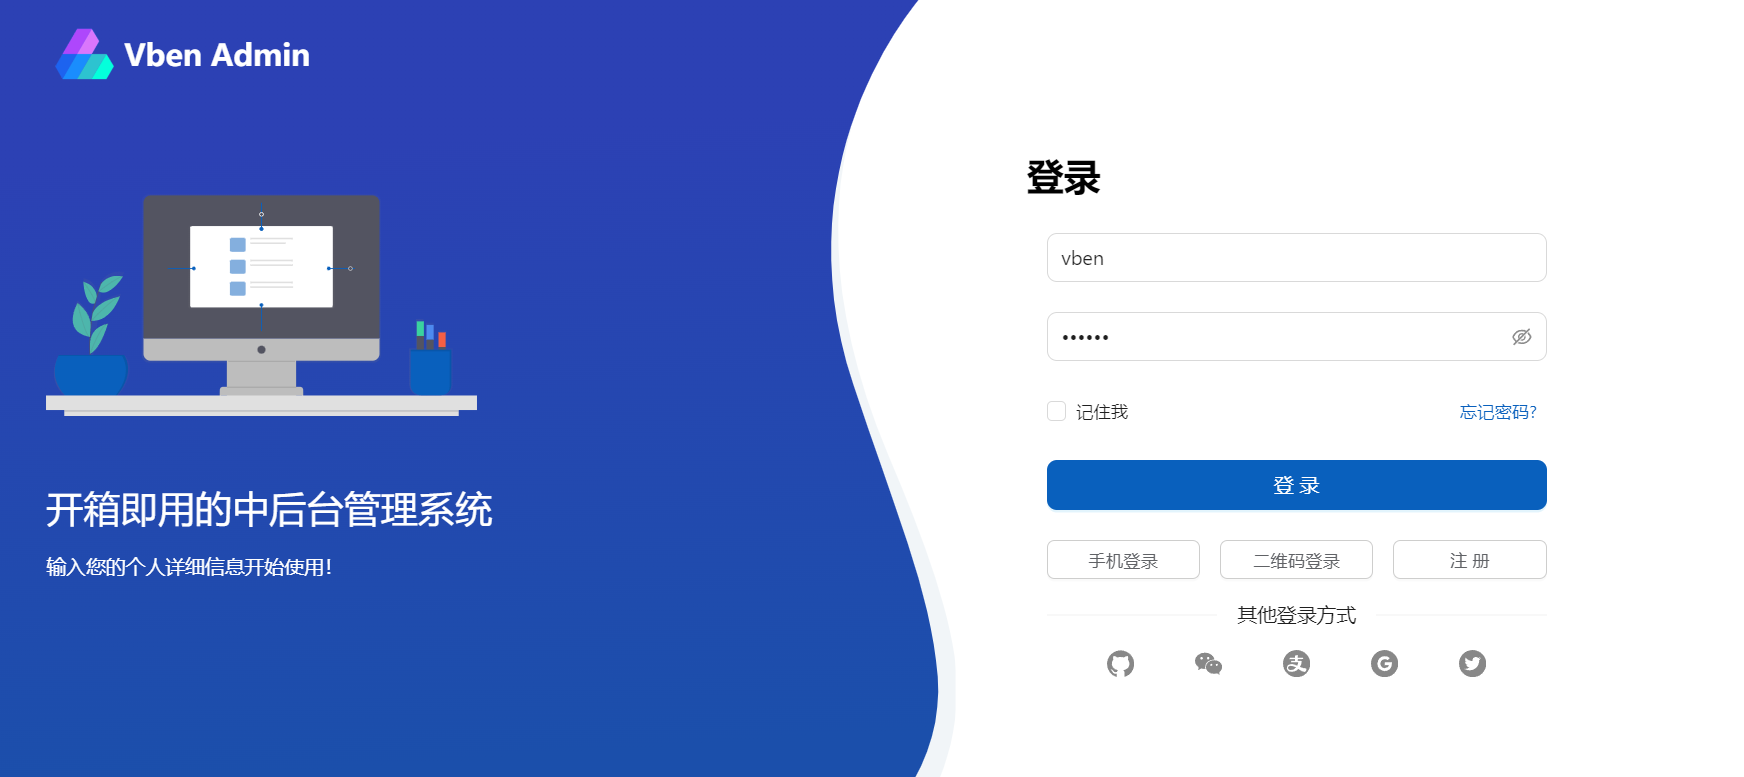 Vben Admin
开箱即用的中后台管理系统
输入您的个人详细信息开始使用!
登录
vben
••••••
记住我
忘记密码?
登 录
手机登录
二维码登录
注 册
其他登录方式